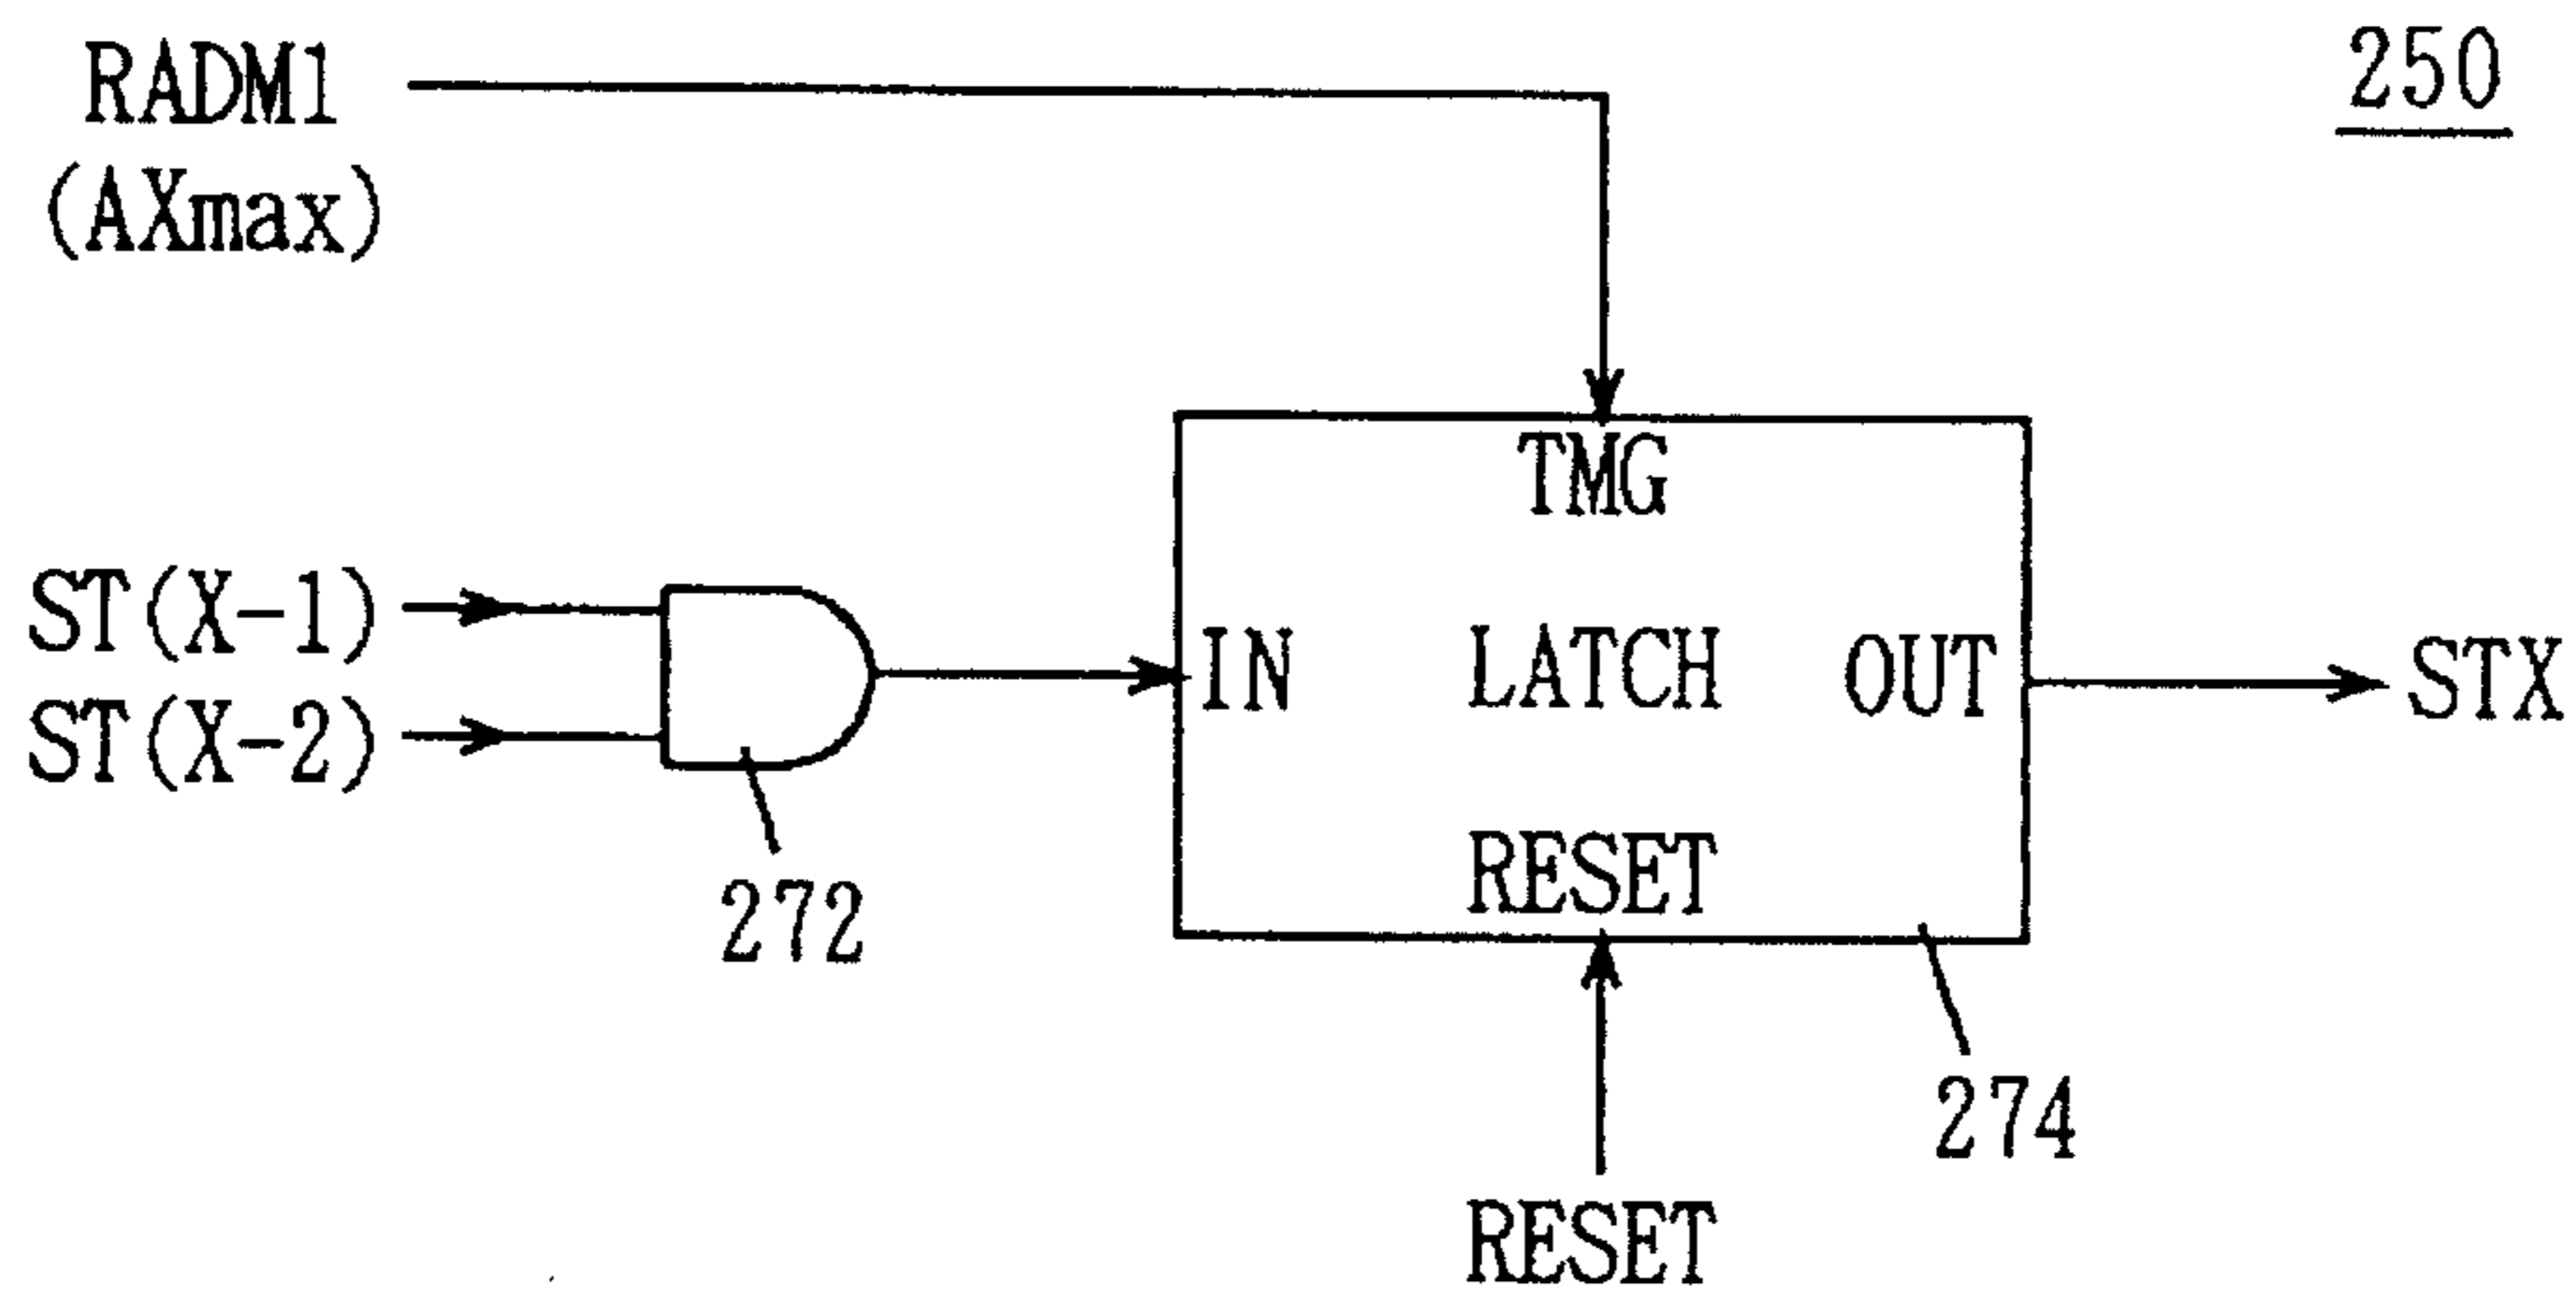 RADM1
(AXmax)
250
TMG
ST(X-1)
ST(X-2)
IN
LATCH
OUT
STX
RESET
272
274
RESET